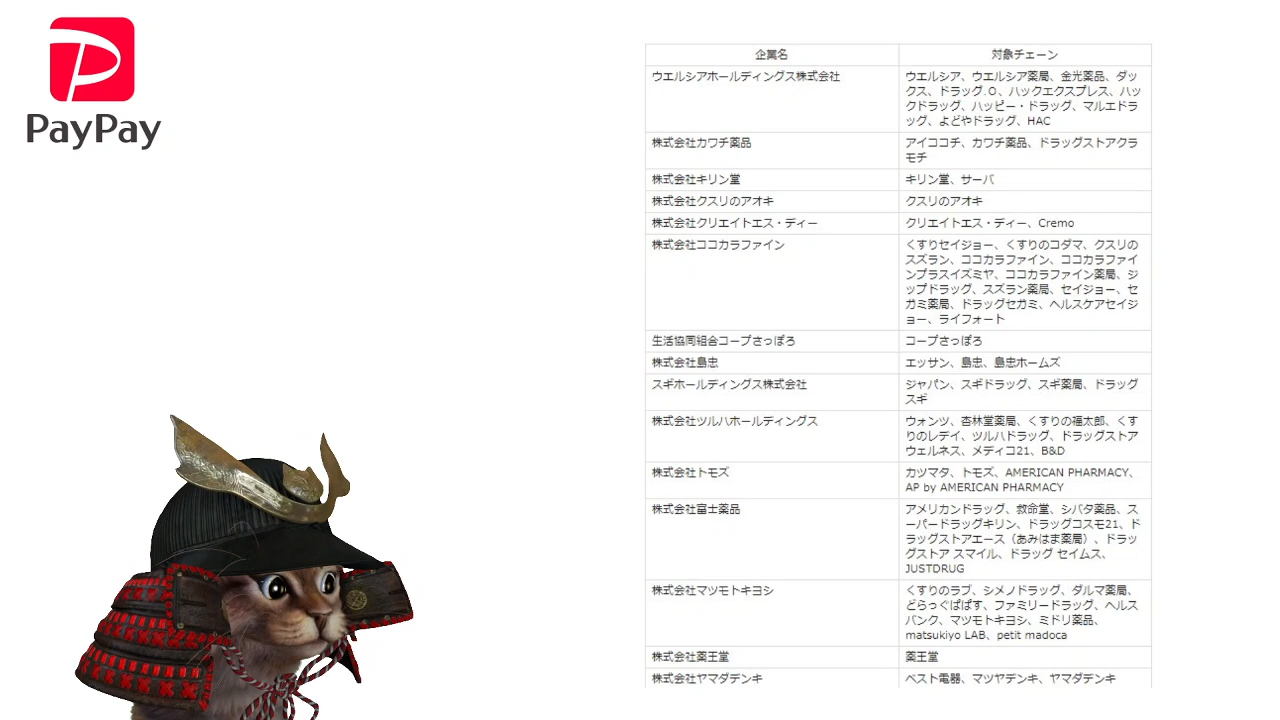 PayPay
企業名 対象チェーン
ウエルシアホールディングス株式会社 ウエルシア、ウエルシア薬局、金光薬品、ダッ
クス、ドラッグ.O、ハックエクスプレス、ハッ
クドラッグ、ハッピー・ドラッグ、マルエドラ
ッグ、よどやドラッグ、HAC
株式会社カワチ薬品 アイココチ、カワチ薬品、ドラッグストアクラ
モチ
株式会社キリン堂 キリン堂、サーバ
株式会社クスリのアオキ クスリのアオキ
株式会社クリエイトエス・ディー クリエイトエス・ディー、Cremo
株式会社ココカラファイン くすりセイジョー、くすりのコダマ、クスリの
スズラン、ココカラファイン、ココカラファイ
ンプラスイズミヤ、ココカラファイン薬局、ジ
ップドラッグ、スズラン薬局、セイジョー、セ
ガミ薬局、ドラッグセガミ、ヘルスケアセイジ
ョー、ライフォート
生活協同組合コープさっぽろ コープさっぽろ
株式会社島忠 エッサン、島忠、島忠ホームズ
スギホールディングス株式会社 ジャパン、スギドラッグ、スギ薬局、ドラッグ
スギ
株式会社ツルハホールディングス ウォンツ、杏林堂薬局、くすりの福太郎、くす
りのレデイ、ツルハドラッグ、ドラッグストア
ウェルネス、メディコ21、B&D
株式会社トモズ カツマタ、トモズ、AMERICAN PHARMACY、
AP by AMERICAN PHARMACY
株式会社富士薬品 アメリカンドラッグ、救命堂、シバタ薬品、ス
ーパードラッグキリン、ドラッグコスモ21、ド
ラッグストアエース（あみはま薬局）、ドラッ
グストア スマイル、ドラッグ セイムス、
JUSTDRUG
株式会社マツモトキヨシ くすりのラブ、シメノドラッグ、ダルマ薬局、
どらっぐぱぱす、ファミリードラッグ、ヘルス
バンク、マツモトキヨシ、ミドリ薬品、
matsukiyo LAB、petit madoca
株式会社薬王堂 薬王堂
株式会社ヤマダデンキ ベスト電器、マツヤデンキ、ヤマダデンキ